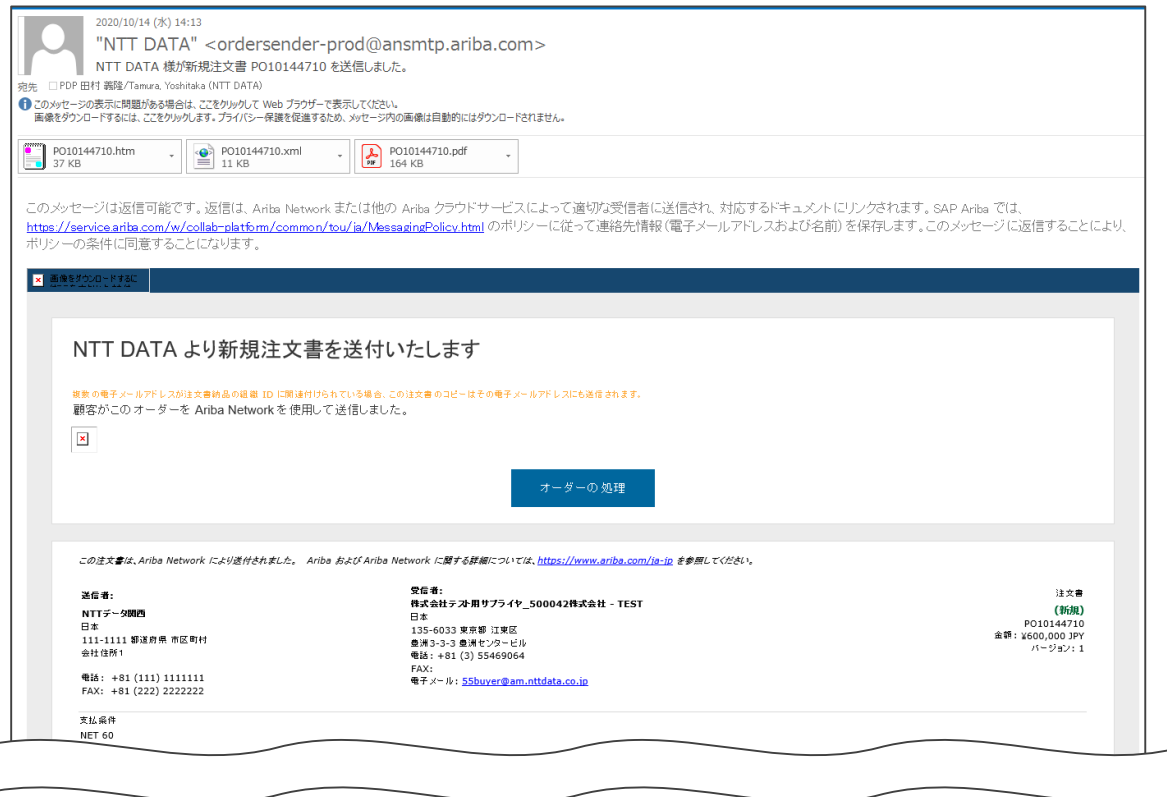 2020/10/14 (水) 14:13
"NTT DATA" <ordersender-prod@ansmtp.ariba.com>
NTT DATA 様が新規注文書 PO10144710 を送信しました。
宛先 □PDP 田村 義隆/Tamura, Yoshitaka (NTT DATA)
このメッセージの表示に問題がある場合は、ここをクリックして Web ブラウザーで表示してください。
画像をダウンロードするには、ここをクリックします。プライバシー保護を促進するため、メッセージ内の画像は自動的にはダウンロードされません。
PO10144710.htm
37 KB
PO10144710.xml
11 KB
PO10144710.pdf
164 KB
このメッセージは返信可能です。返信は、Ariba Network または他の Ariba クラウドサービスによって適切な受信者に送信され、対応するドキュメントにリンクされます。SAP Ariba では、
https://service.ariba.com/w/collab-platform/common/tou/ja/MessagingPolicy.html のポリシーに従って連絡先情報(電子メールアドレスおよび名前)を保存します。このメッセージに返信することにより、
ポリシーの条件に同意することになります。
画像をダウンロードするに
NTT DATA より新規注文書を送付いたします
複数の電子メールアドレスが注文書納品の組織 ID に関連付けられている場合、この注文書のコピーはその電子メールアドレスにも送信されます。
顧客がこのオーダーを Ariba Network を使用して送信しました。
オーダーの処理
この注文書は、Ariba Network により送付されました。 Ariba および Ariba Network に関する詳細については、https://www.ariba.com/ja-jp を参照してください。
送信者:
NTTデータ関西
日本
111-1111 都道府県 市区町村
会社住所1
電話: +81 (111) 1111111
FAX: +81 (222) 2222222
受信者:
株式会社テスト用サプライヤ_500042株式会社 - TEST
日本
135-6033 東京都 江東区
豊洲3-3-3 豊洲センタービル
電話: +81 (3) 55469064
FAX:
電子メール: 55buyer@am.nttdata.co.jp
注文書
(新規)
PO10144710
金額: ¥600,000 JPY
バージョン: 1
支払条件
NET 60